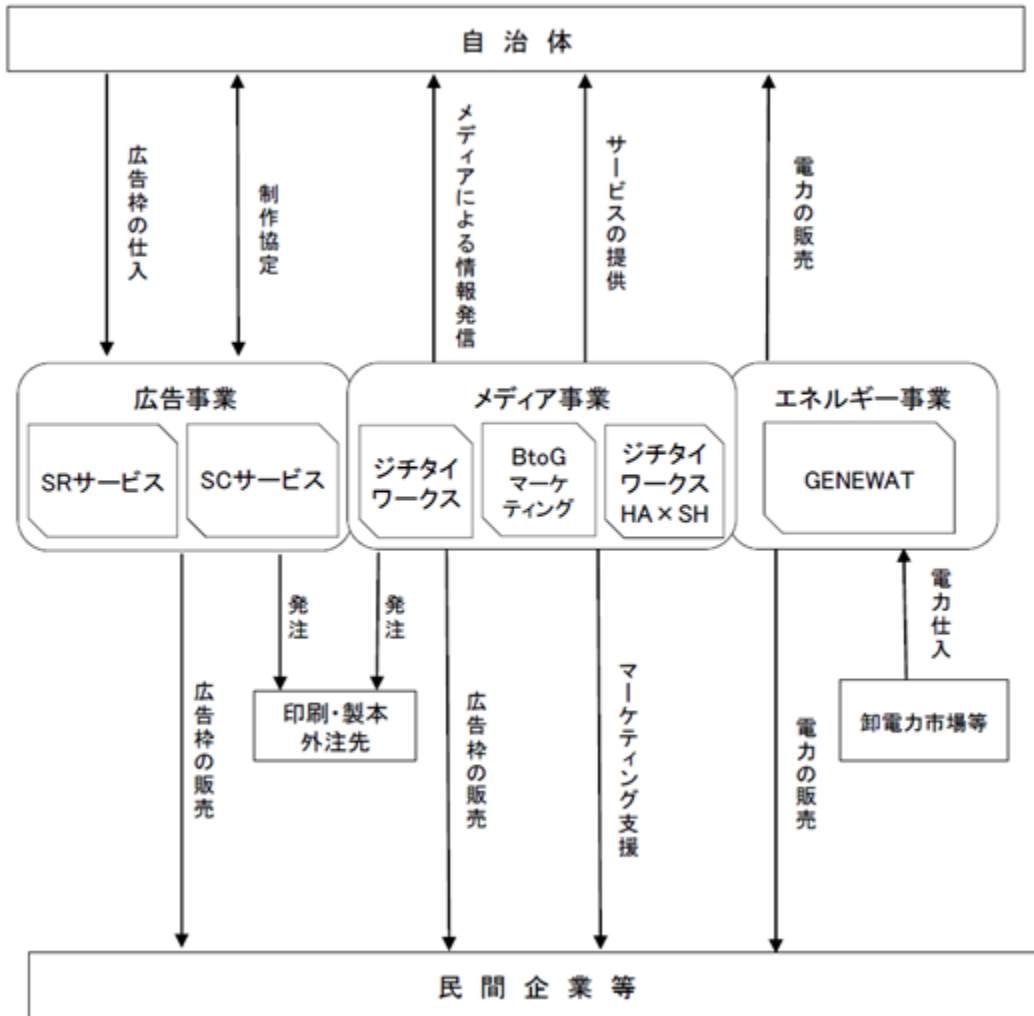 自治体
広告枠の仕入
制作協定
メディアによる情報発信
サービスの提供
電力の販売
広告事業
SRサービス
SCサービス
メディア事業
ジチタイ
ワークス
BtoG
マーケ
ティング
ジチタイ
ワークス
HA×SH
エネルギー事業
GENEWAT
広告枠の販売
発注
発注
印刷・製本
外注先
広告枠の販売
マーケティング支援
電力の販売
電力仕入
卸電力市場等
民間企業等